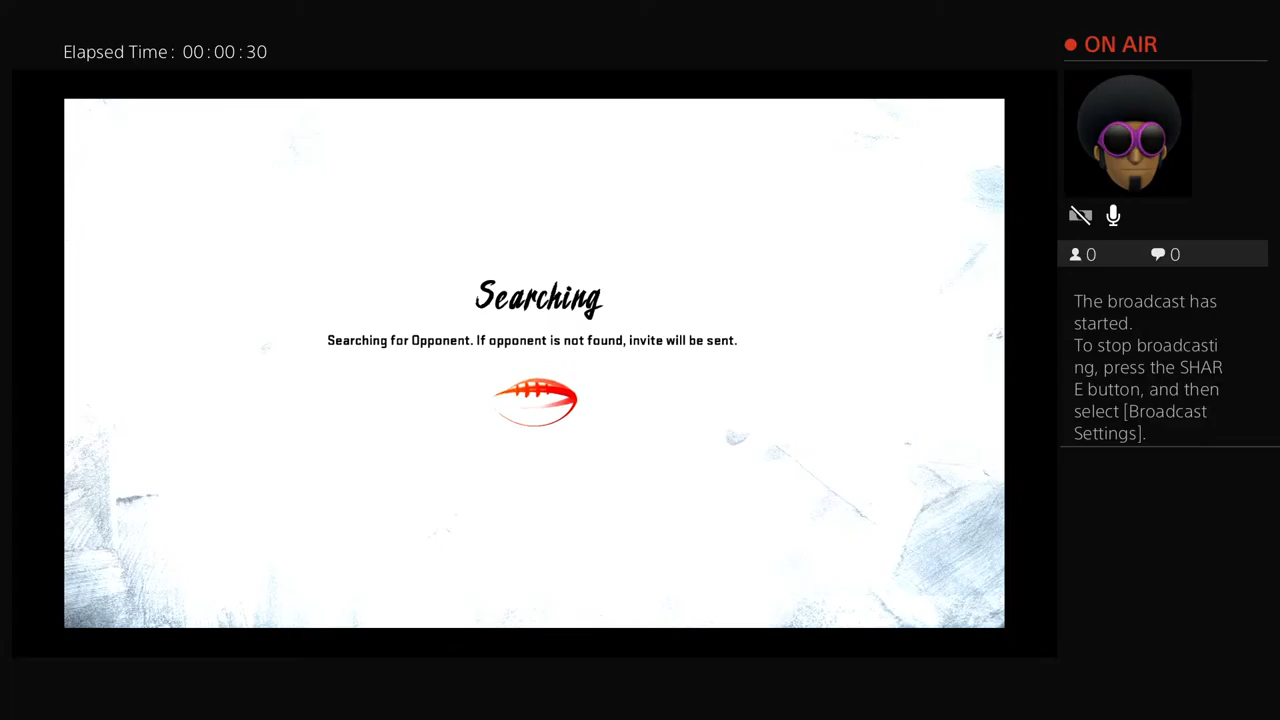 Elapsed Time: 00:00:30
ON AIR
Searching
Searching for Opponent. If opponent is not found, invite will be sent.
0 0
The broadcast has
started.
To stop broadcasti
ng, press the SHAR
E button, and then
select [Broadcast
Settings].